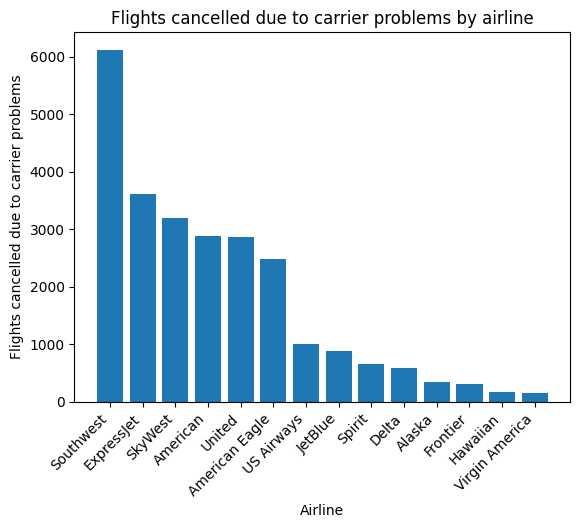 Flights cancelled due to carrier problems by airline
Flights cancelled due to carrier problems
6000
5000
4000
3000
2000
1000
0
Southwest
ExpressJet
SkyWest
American
United
American Eagle
US Airways
JetBlue
Spirit
Delta
Alaska
Frontier
Hawaiian
Virgin America
Airline